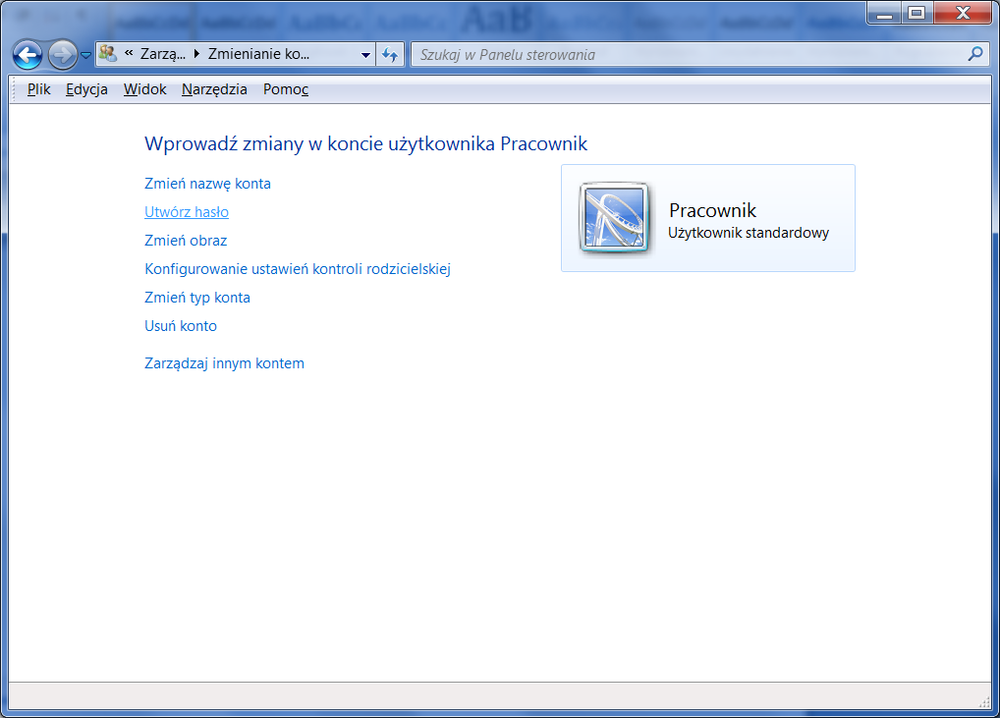 AaB
« Zarzą... Zmienianie ko...
Szukaj w Panelu sterowania
Plik Edycja Widok Narzędzia Pomoc
Wprowadź zmiany w koncie użytkownika Pracownik
Zmień nazwę konta
Utwórz hasło
Zmień obraz
Konfigurowanie ustawień kontroli rodzicielskiej
Zmień typ konta
Usuń konto
Zarządzaj innym kontem
Pracownik
Użytkownik standardowy